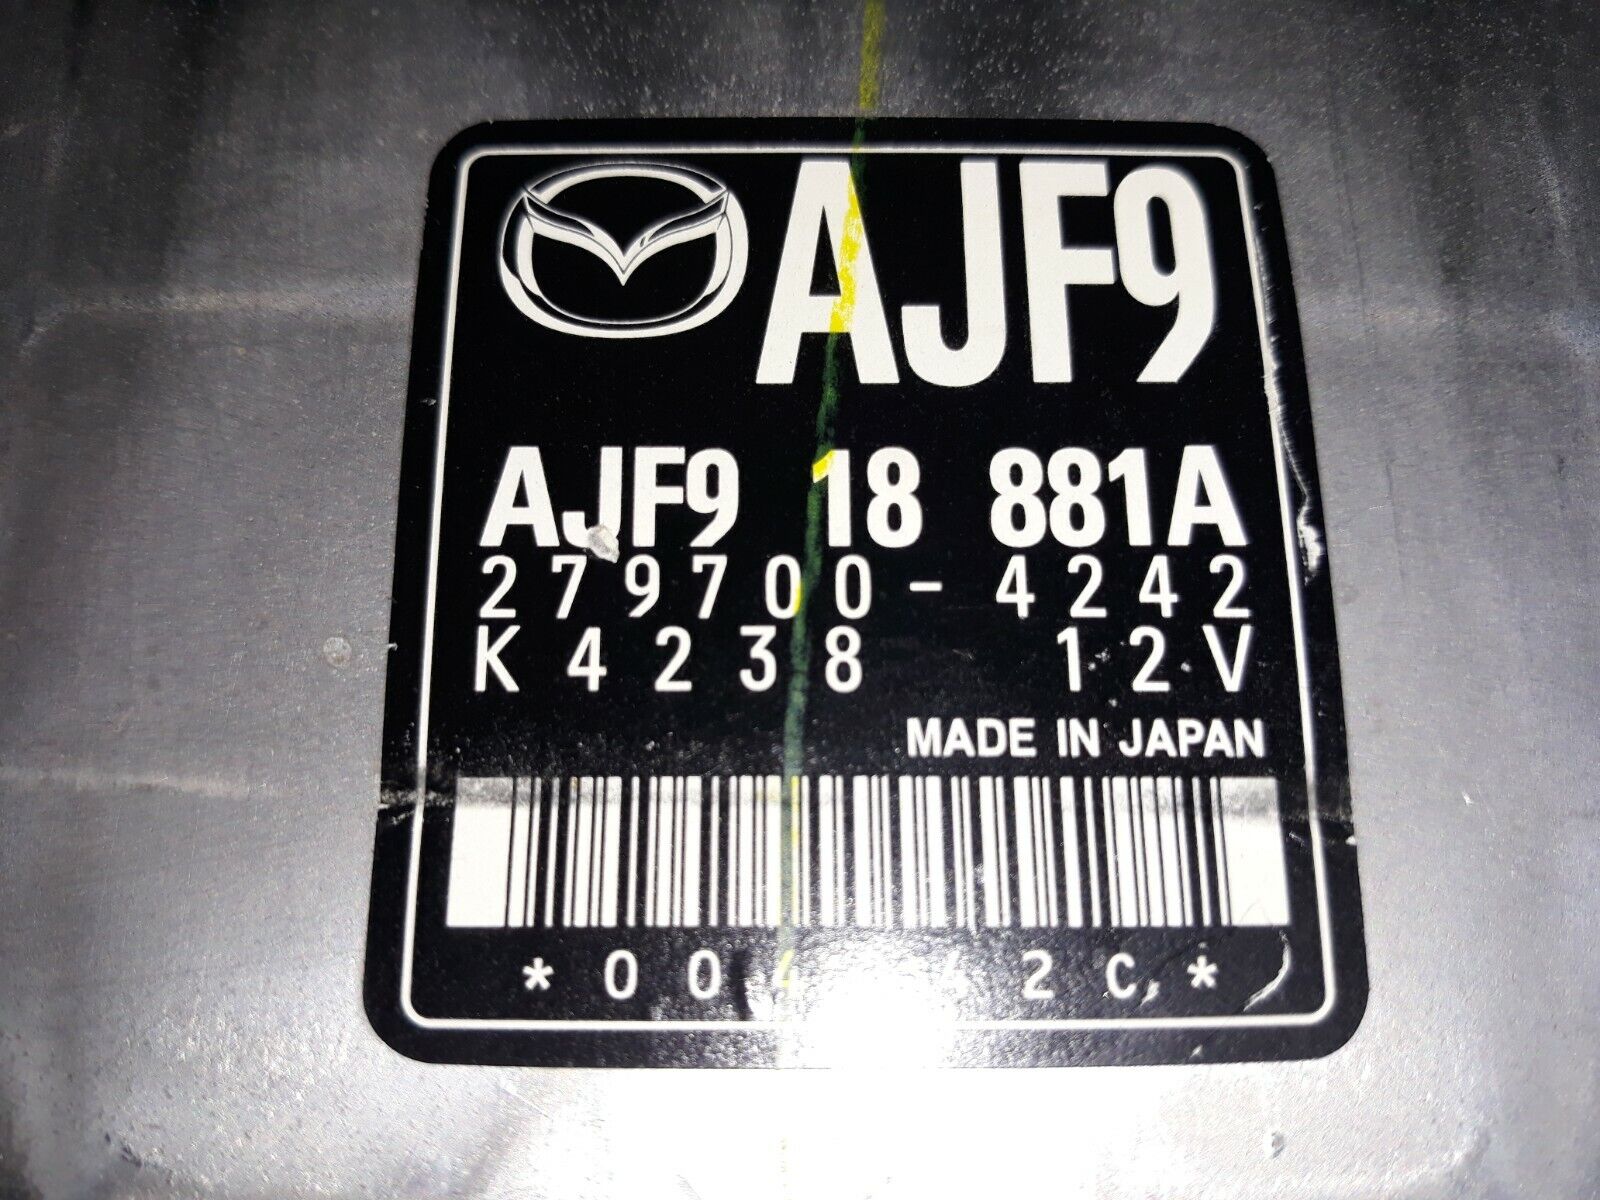 AJF9
AJF9 18 881A
279700-4242
K4238 12V
MADE IN JAPAN